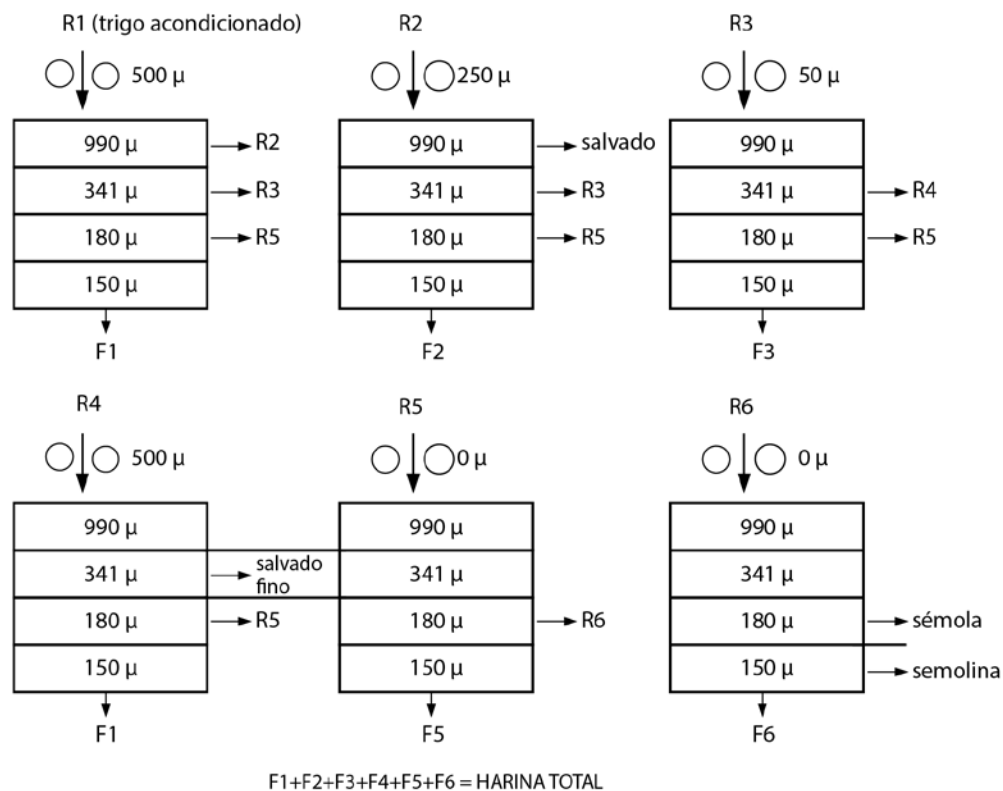 R1 (trigo acondicionado)
R2
R3
500 µ
250 µ
50 µ
990 µ
R2
990 µ
salvado
990 µ
341 µ
R3
341 µ
R3
341 µ
R4
180 µ
R5
180 µ
R5
180 µ
R5
150 µ
150 µ
150 µ
F1
F2
F3
R4
R5
R6
500 µ
0 µ
0 µ
990 µ
990 µ
990 µ
341 µ
salvado
fino
341 µ
341 µ
180 µ
R5
180 µ
R6
180 µ
sémola
150 µ
150 µ
150 µ
semolina
F1
F5
F6
F1+F2+F3+F4+F5+F6 = HARINA TOTAL